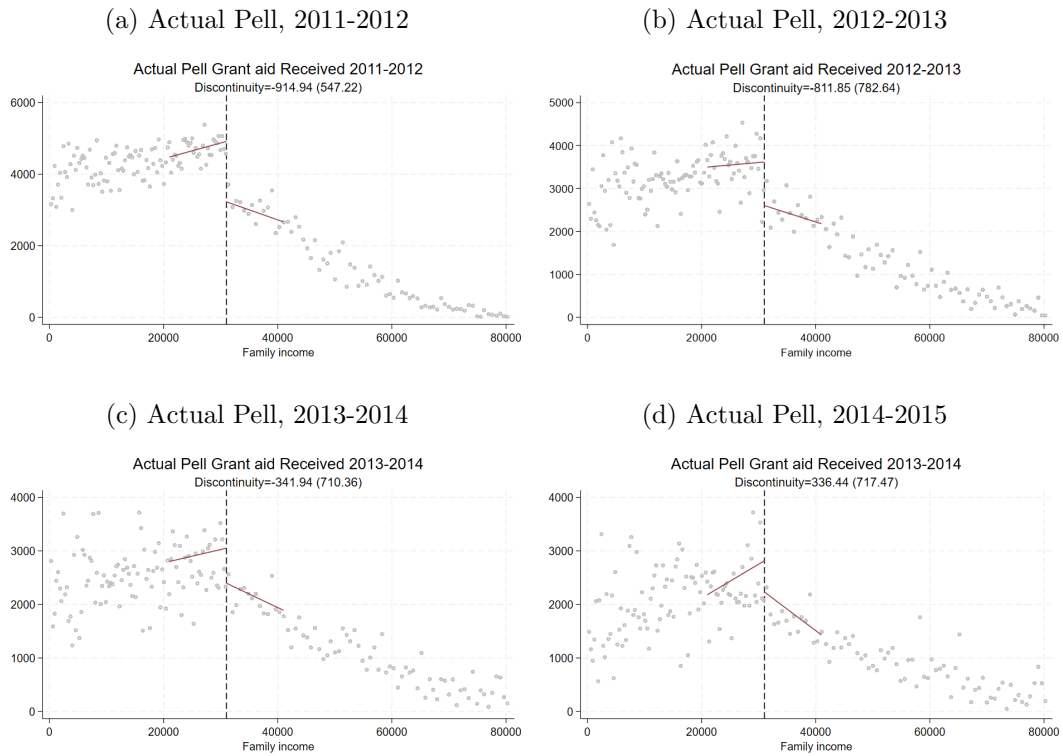 (a) Actual Pell, 2011-2012
Actual Pell Grant aid Received 2011-2012
Discontinuity=-914.94 (547.22)
6000
4000
2000
0
0 20000 40000 60000 80000
Family income
(b) Actual Pell, 2012-2013
Actual Pell Grant aid Received 2012-2013
Discontinuity=-811.85 (782.64)
5000
4000
3000
2000
1000
0
0 20000 40000 60000 80000
Family income
(c) Actual Pell, 2013-2014
Actual Pell Grant aid Received 2013-2014
Discontinuity=-341.94 (710.36)
4000
3000
2000
1000
0
0 20000 40000 60000 80000
Family income
(d) Actual Pell, 2014-2015
Actual Pell Grant aid Received 2013-2014
Discontinuity=336.44 (717.47)
4000
3000
2000
1000
0
0 20000 40000 60000 80000
Family income